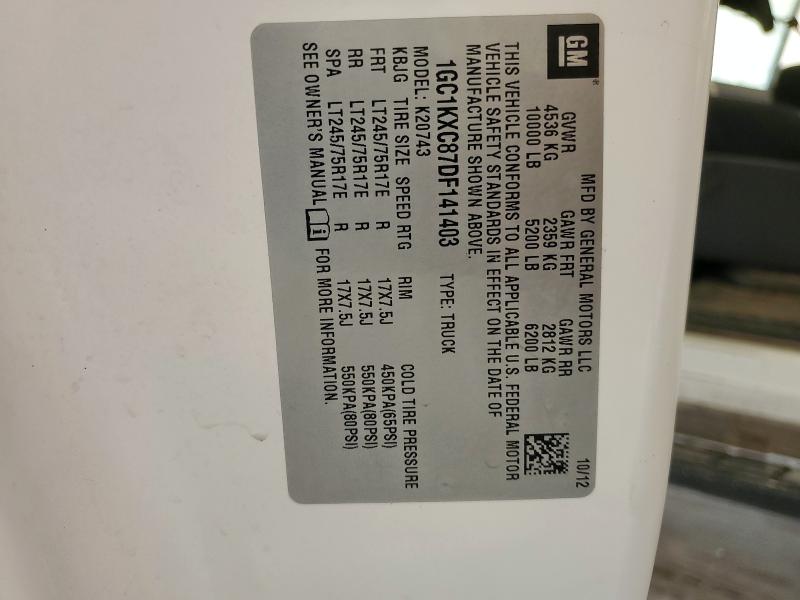 GM
MFD BY GENERAL MOTORS LLC 10/12
GVWR GAWR FRT GAWR RR
4536 KG 2359 KG 2812 KG
10000 LB 5200 LB 6200 LB
THIS VEHICLE CONFORMS TO ALL APPLICABLE U.S. FEDERAL MOTOR
VEHICLE SAFETY STANDARDS IN EFFECT ON THE DATE OF
MANUFACTURE SHOWN ABOVE.
1GC1KXC87DF141403 TYPE: TRUCK
MODEL: K20743
KBJG TIRE SIZE SPEED RTG RIM COLD TIRE PRESSURE
FRT LT245/75R17E R 17X7.5J 450KPA(65PSI)
RR LT245/75R17E R 17X7.5J 550KPA(80PSI)
SPA LT245/75R17E R 17X7.5J 550KPA(80PSI)
SEE OWNER'S MANUAL i FOR MORE INFORMATION.